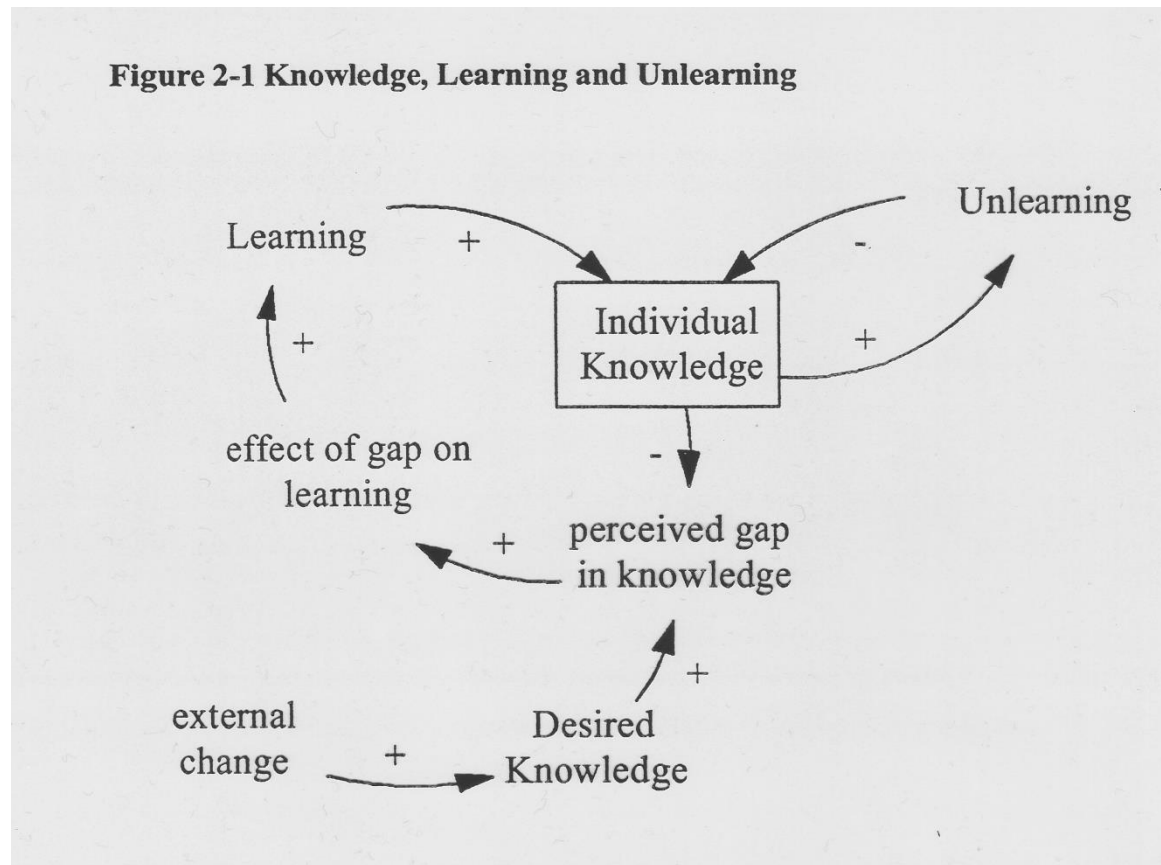 Figure 2-1 Knowledge, Learning and Unlearning
Unlearning
Learning
+
-
Individual
Knowledge
+
+
effect of gap on
learning
-
perceived gap
in knowledge
+
+
external
change
+
Desired
Knowledge